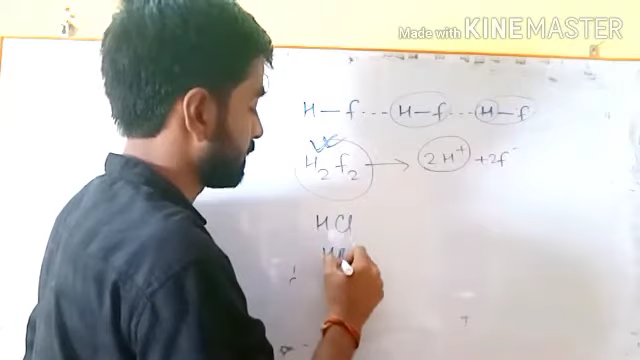 Made with KINEMASTER
H—f---H—f---H—f
H₂f₂ → 2H⁺ + 2f⁻
HCl